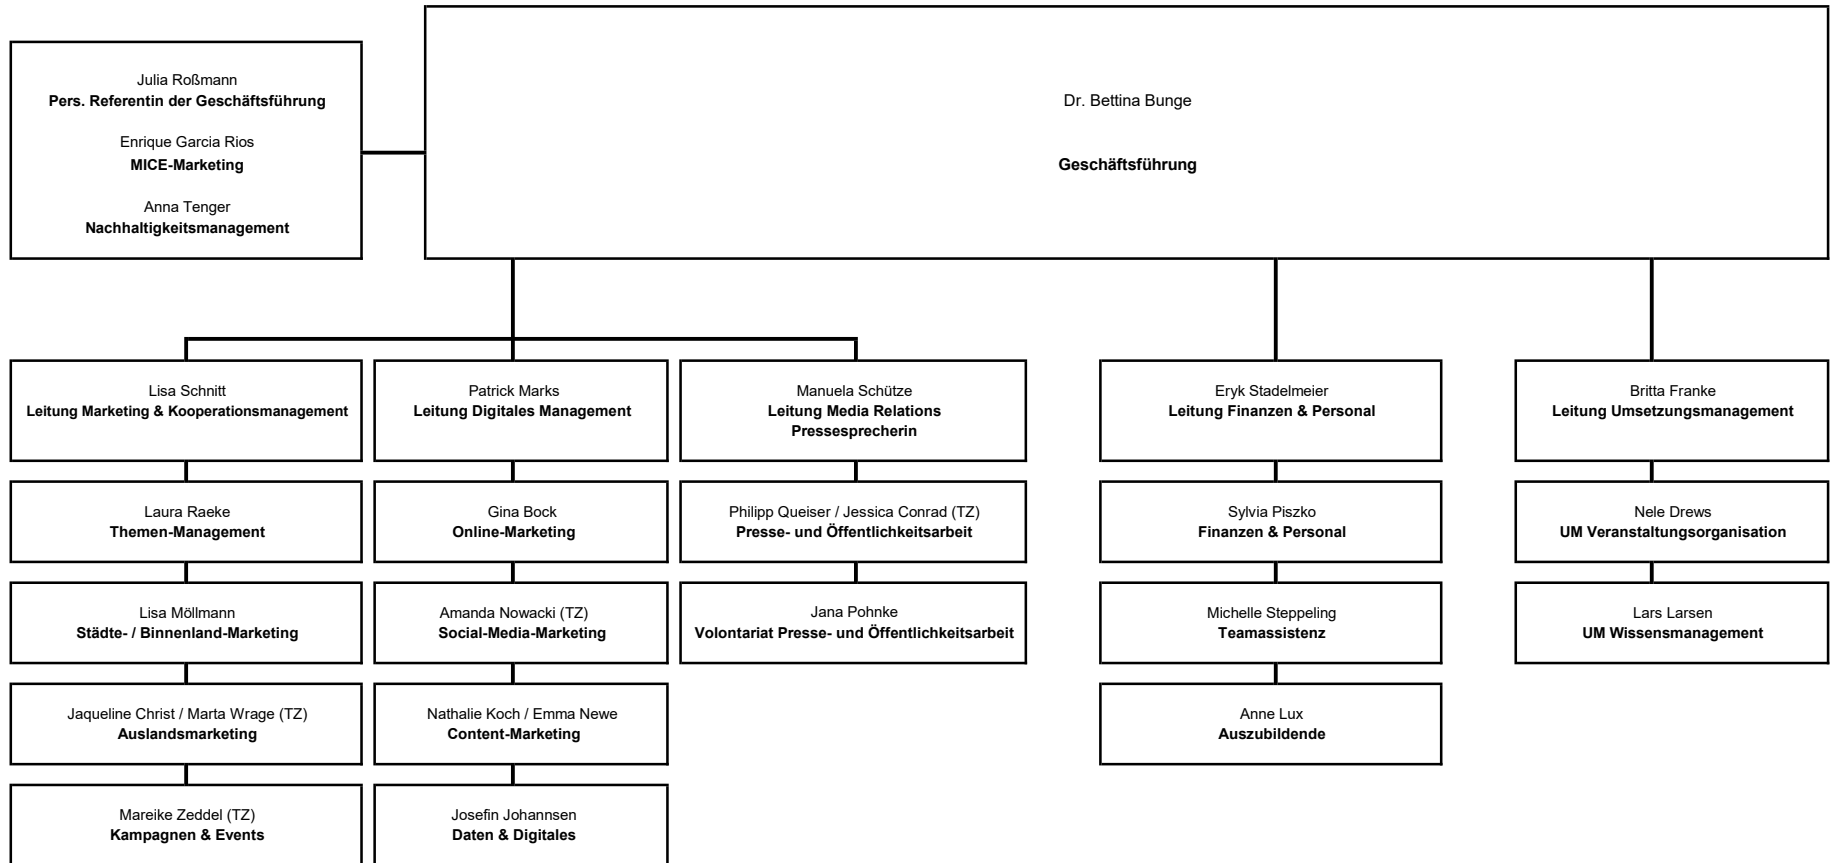 Julia Roßmann
Pers. Referentin der Geschäftsführung
Enrique Garcia Rios
MICE-Marketing
Anna Tenger
Nachhaltigkeitsmanagement
Dr. Bettina Bunge
Geschäftsführung
Lisa Schnitt
Leitung Marketing & Kooperationsmanagement
Laura Raeke
Themen-Management
Lisa Möllmann
Städte- / Binnenland-Marketing
Jaqueline Christ / Marta Wrage (TZ)
Auslandsmarketing
Mareike Zeddel (TZ)
Kampagnen & Events
Patrick Marks
Leitung Digitales Management
Gina Bock
Online-Marketing
Amanda Nowacki (TZ)
Social-Media-Marketing
Nathalie Koch / Emma Newe
Content-Marketing
Josefin Johannsen
Daten & Digitales
Manuela Schütze
Leitung Media Relations
Pressesprecherin
Philipp Queiser / Jessica Conrad (TZ)
Presse- und Öffentlichkeitsarbeit
Jana Pohnke
Volontariat Presse- und Öffentlichkeitsarbeit
Eryk Stadelmeier
Leitung Finanzen & Personal
Sylvia Piszko
Finanzen & Personal
Michelle Steppeling
Teamassistenz
Anne Lux
Auszubildende
Britta Franke
Leitung Umsetzungsmanagement
Nele Drews
UM Veranstaltungsorganisation
Lars Larsen
UM Wissensmanagement